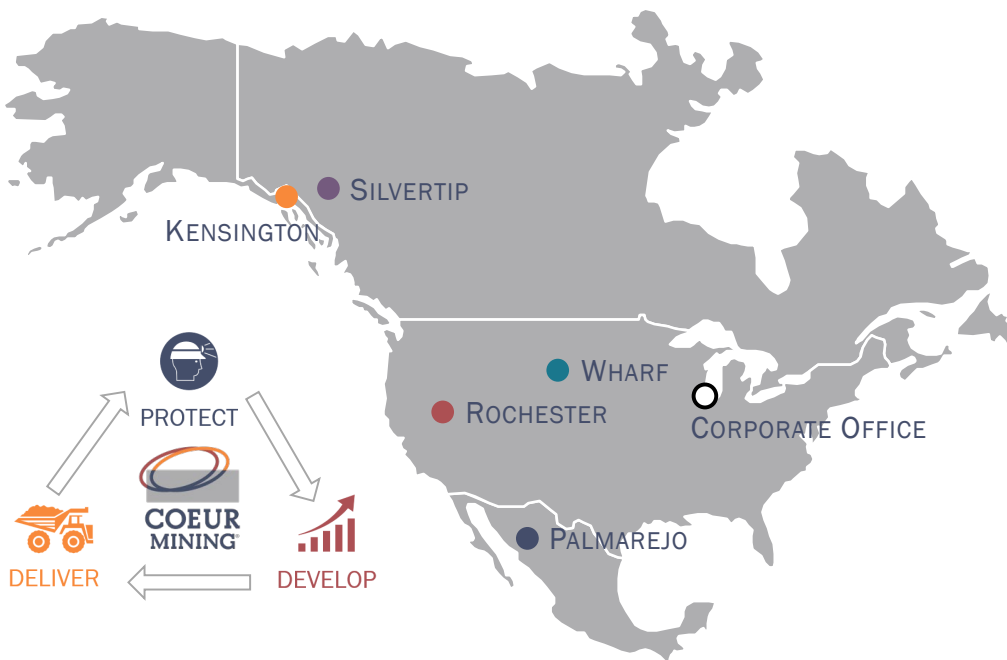 SILVERTIP
KENSINGTON
WHARF
ROCHESTER
CORPORATE OFFICE
PALMAREJO
PROTECT
COEUR
MINING®
DELIVER
DEVELOP